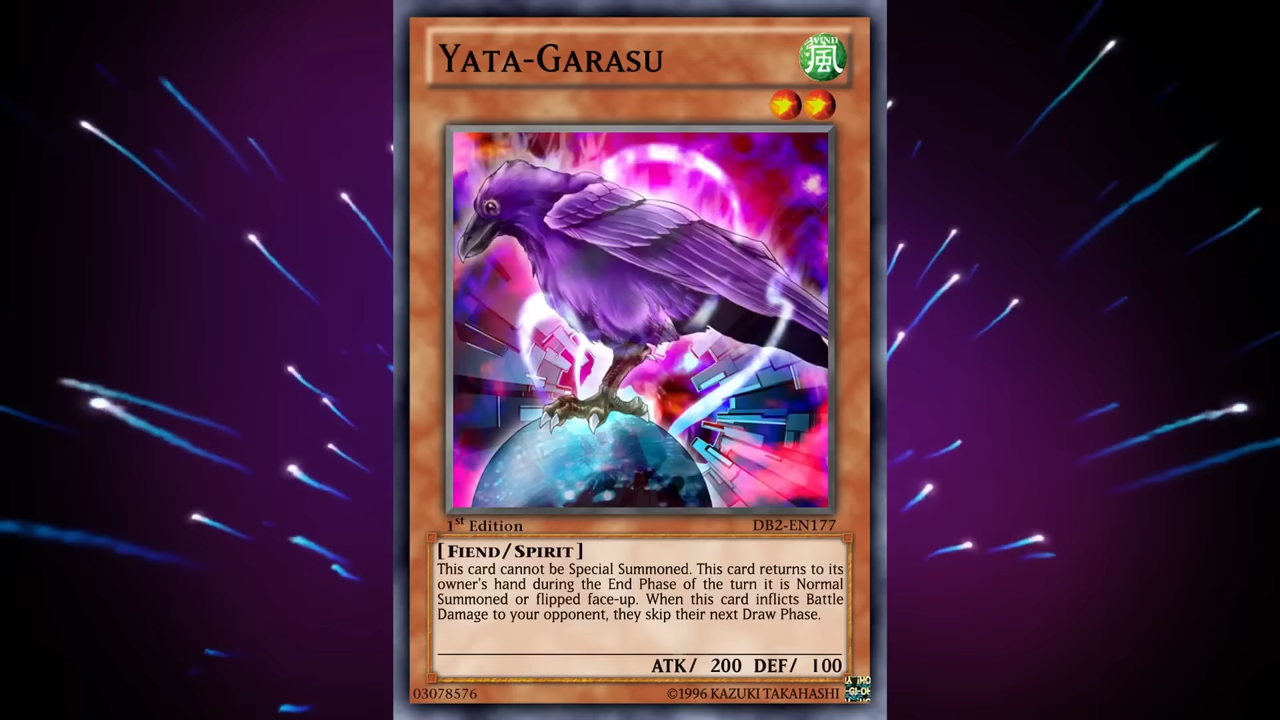 YATA-GARASU
WIND
風
1st Edition
DB2-EN177
[FIEND/SPIRIT]
This card cannot be Special Summoned. This card returns to its
owner's hand during the End Phase of the turn it is Normal
Summoned or flipped face-up. When this card inflicts Battle
Damage to your opponent, they skip their next Draw Phase.
ATK/ 200 DEF/ 100
03078576
©1996 KAZUKI TAKAHASHI